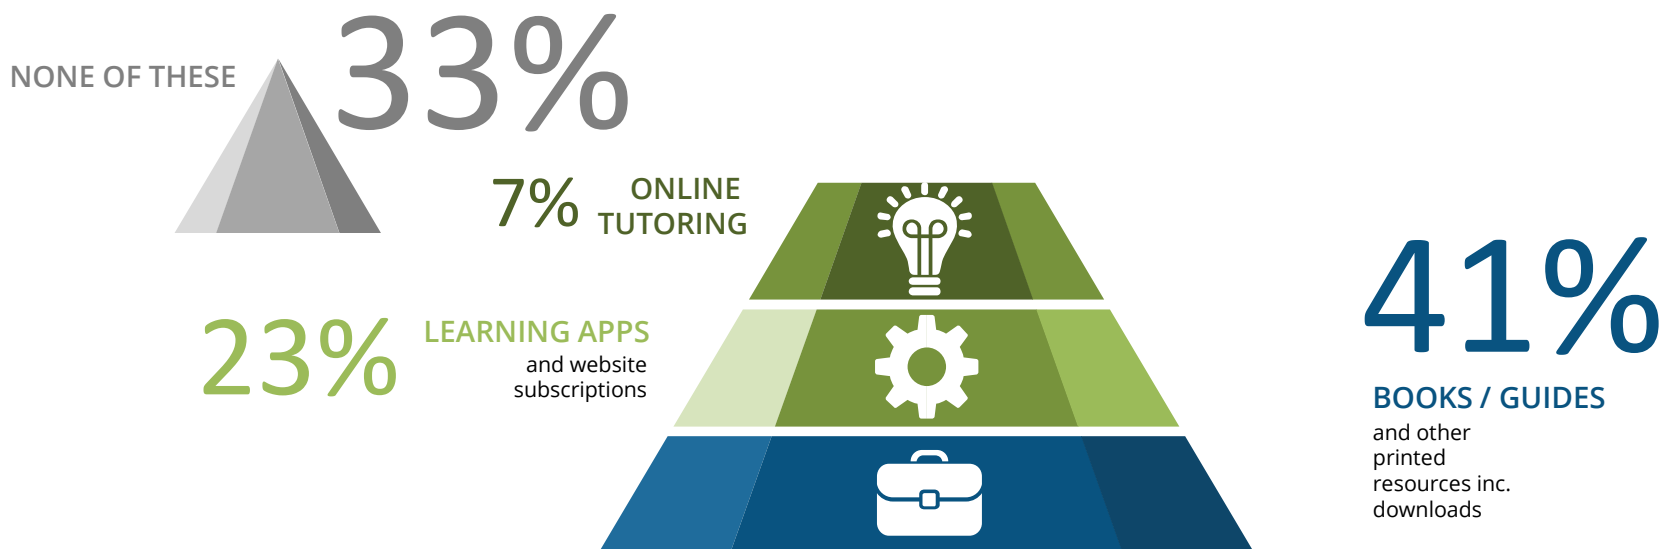 NONE OF THESE
33%
7%
ONLINE
TUTORING
23%
LEARNING APPS
and website
subscriptions
41%
BOOKS / GUIDES
and other
printed
resources inc.
downloads